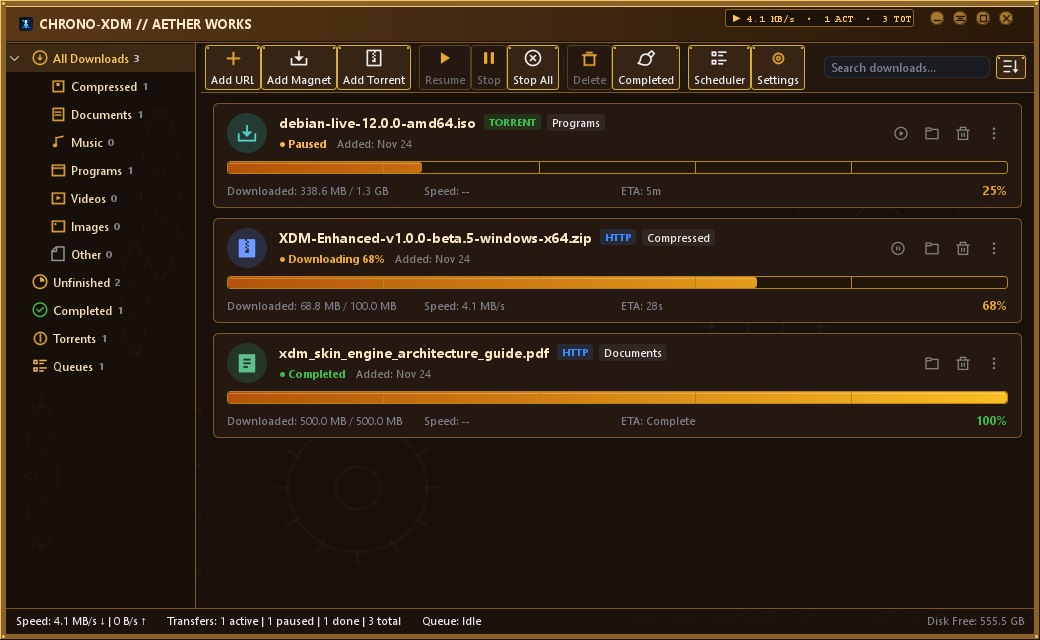 CHRONO-XDM // AETHER WORKS
▶ 4.1 MB/s • 1 ACT • 3 TOT
All Downloads 3
Compressed 1
Documents 1
Music 0
Programs 1
Videos 0
Images 0
Other 0
Unfinished 2
Completed 1
Torrents 1
Queues 1
Add URL
Add Magnet
Add Torrent
Resume
Stop
Stop All
Delete
Completed
Scheduler
Settings
Search downloads...
debian-live-12.0.0-amd64.iso TORRENT Programs
● Paused Added: Nov 24
Downloaded: 338.6 MB / 1.3 GB Speed: -- ETA: 5m 25%
XDM-Enhanced-v1.0.0-beta.5-windows-x64.zip HTTP Compressed
● Downloading 68% Added: Nov 24
Downloaded: 68.8 MB / 100.0 MB Speed: 4.1 MB/s ETA: 28s 68%
xdm_skin_engine_architecture_guide.pdf HTTP Documents
● Completed Added: Nov 24
Downloaded: 500.0 MB / 500.0 MB Speed: -- ETA: Complete 100%
Speed: 4.1 MB/s ↓ | 0 B/s ↑ Transfers: 1 active | 1 paused | 1 done | 3 total Queue: Idle Disk Free: 555.5 GB